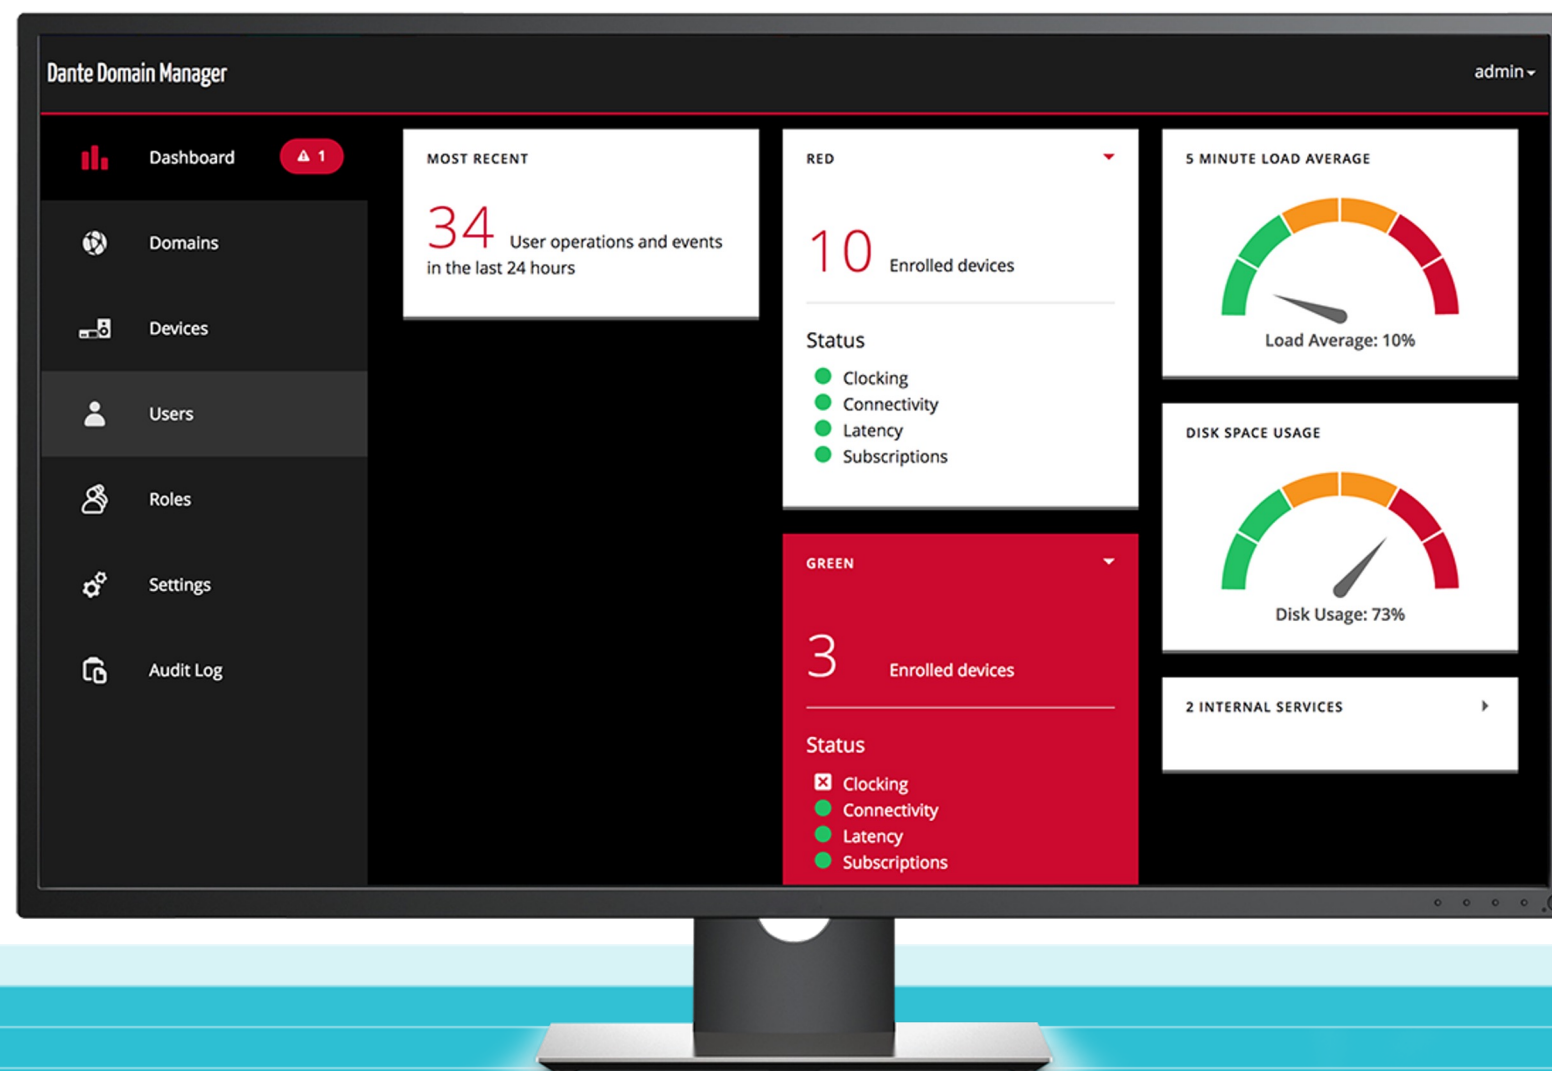 Dante Domain Manager
admin
Dashboard
1
Domains
Devices
Users
Roles
Settings
Audit Log
MOST RECENT
34 User operations and events
in the last 24 hours
RED
10 Enrolled devices
Status
Clocking
Connectivity
Latency
Subscriptions
GREEN
3 Enrolled devices
Status
Clocking
Connectivity
Latency
Subscriptions
5 MINUTE LOAD AVERAGE
Load Average: 10%
DISK SPACE USAGE
Disk Usage: 73%
2 INTERNAL SERVICES